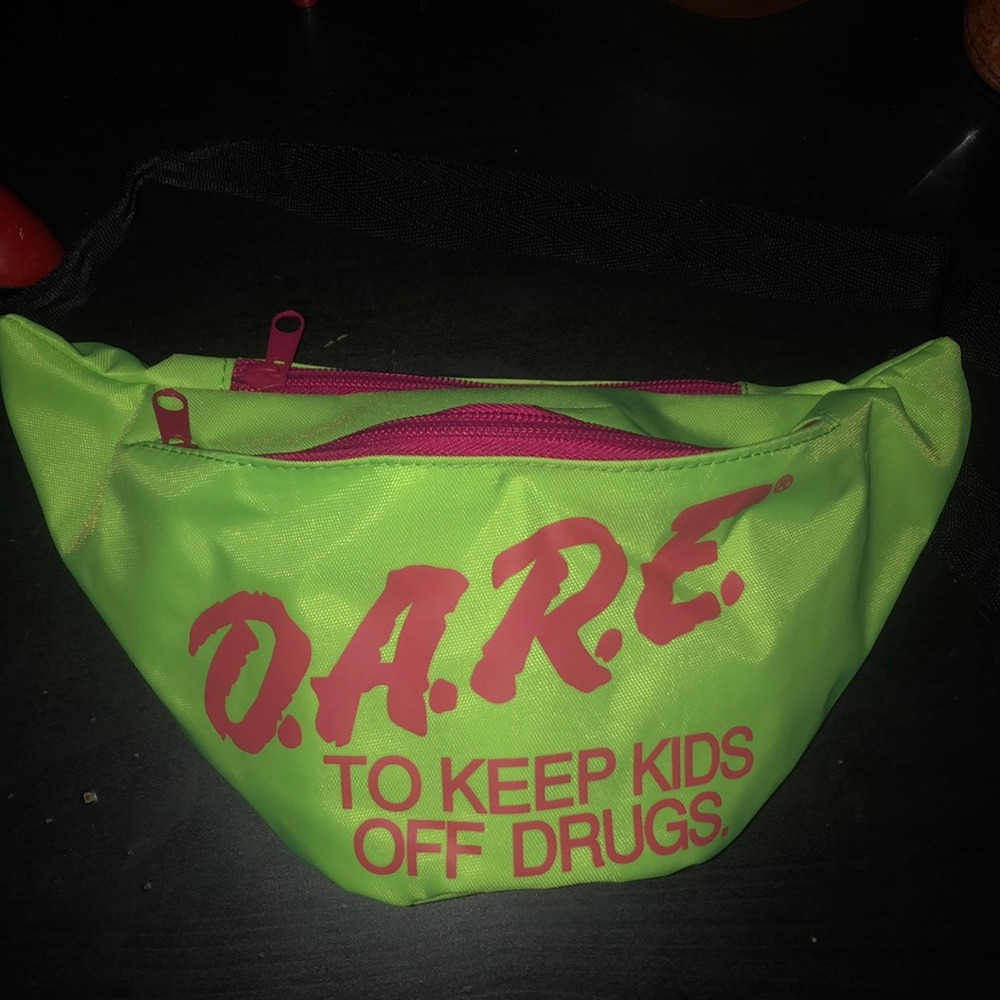 D.A.R.E.®
TO KEEP KIDS
OFF DRUGS.